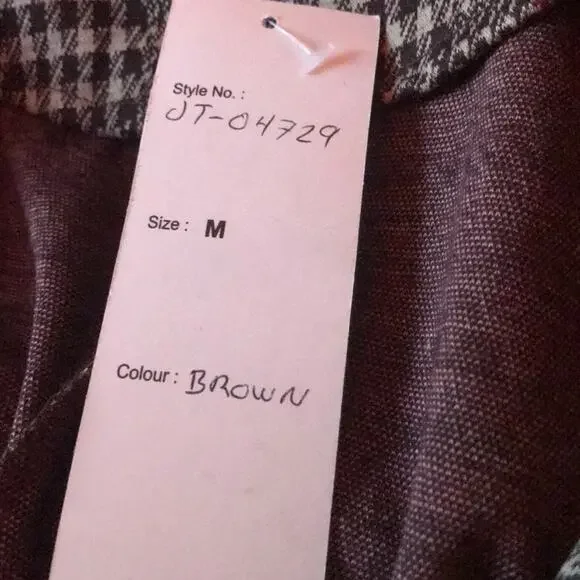 Style No. :
JT-04729
Size : M
Colour : BROWN